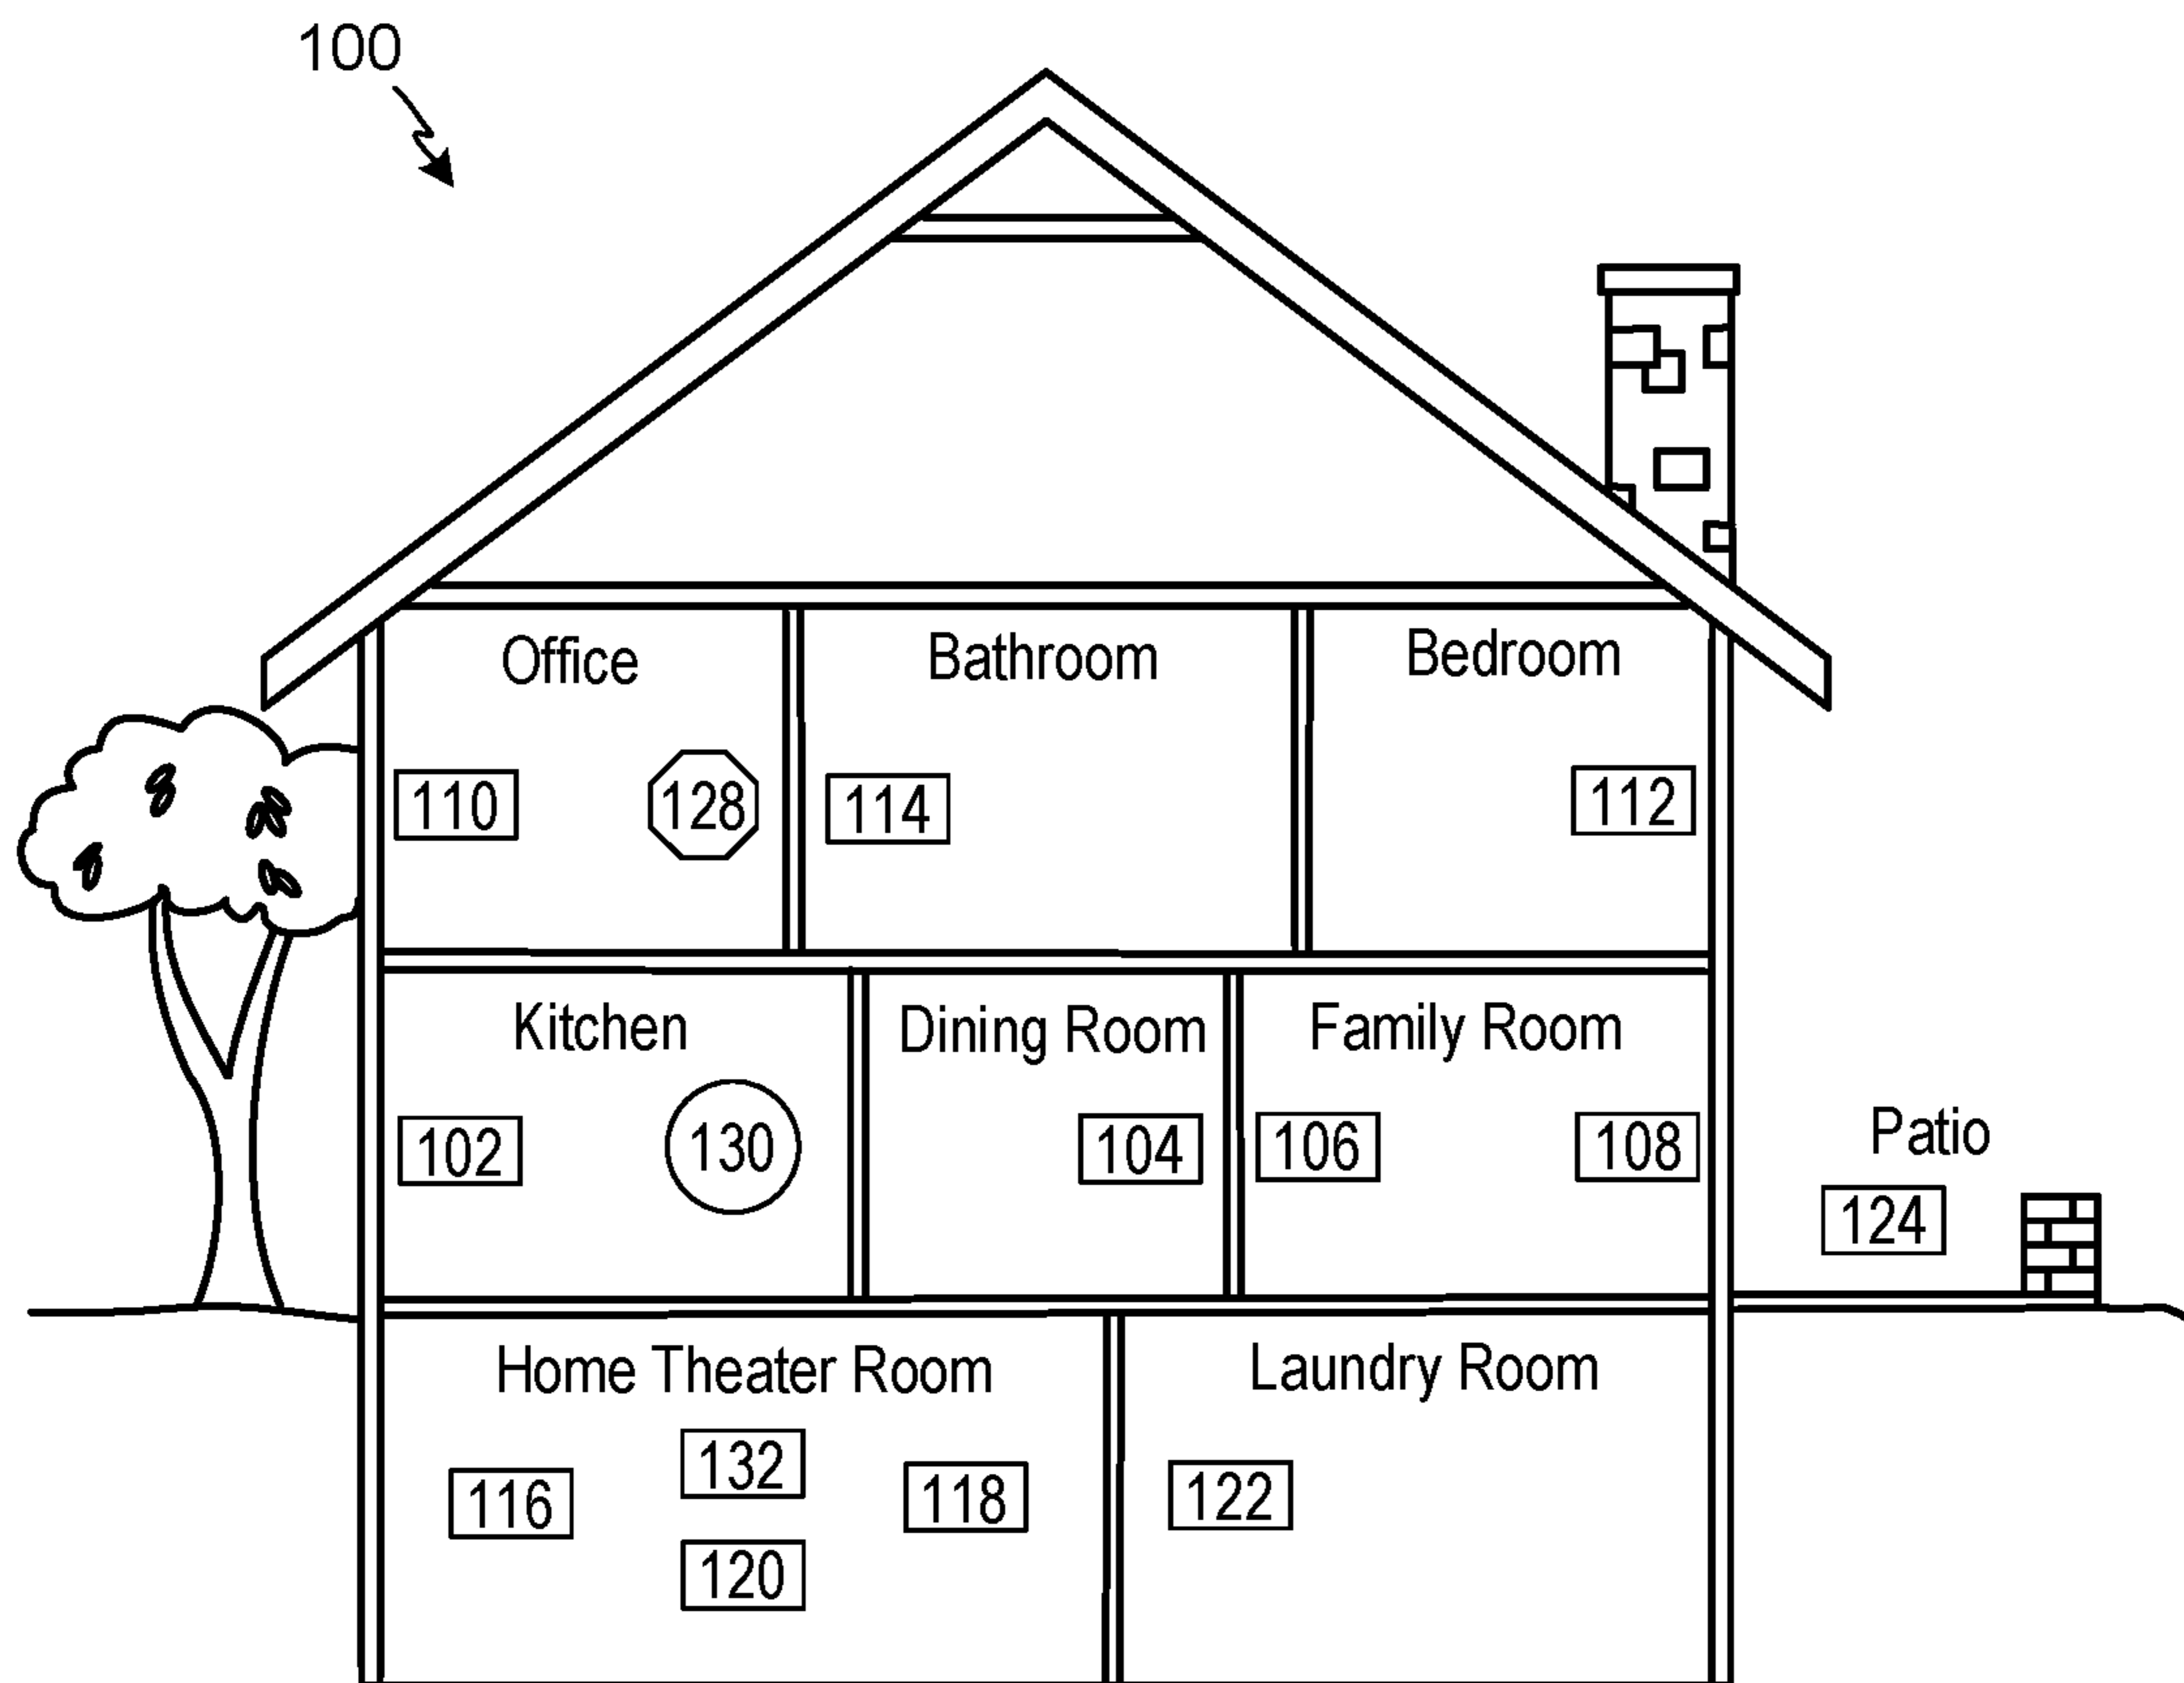 100
Office
Bathroom
Bedroom
110
128
114
112
Kitchen
Dining Room
Family Room
102
130
104
106
108
Patio
124
Home Theater Room
Laundry Room
116
132
118
120
122